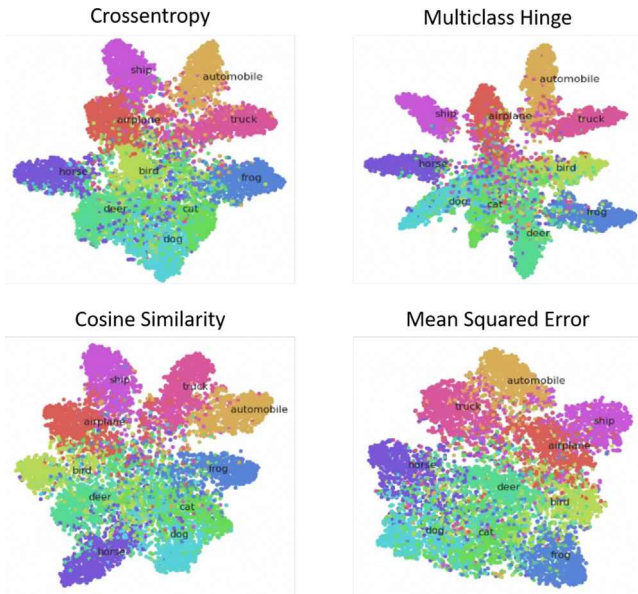 Crossentropy
ship
automobile
airplane
truck
horse
bird
frog
deer
cat
dog
Multiclass Hinge
automobile
ship
airplane
truck
horse
bird
dog
cat
frog
deer
Cosine Similarity
ship
truck
automobile
airplane
bird
frog
deer
cat
dog
horse
Mean Squared Error
automobile
truck
ship
airplane
horse
deer
bird
dog
cat
frog